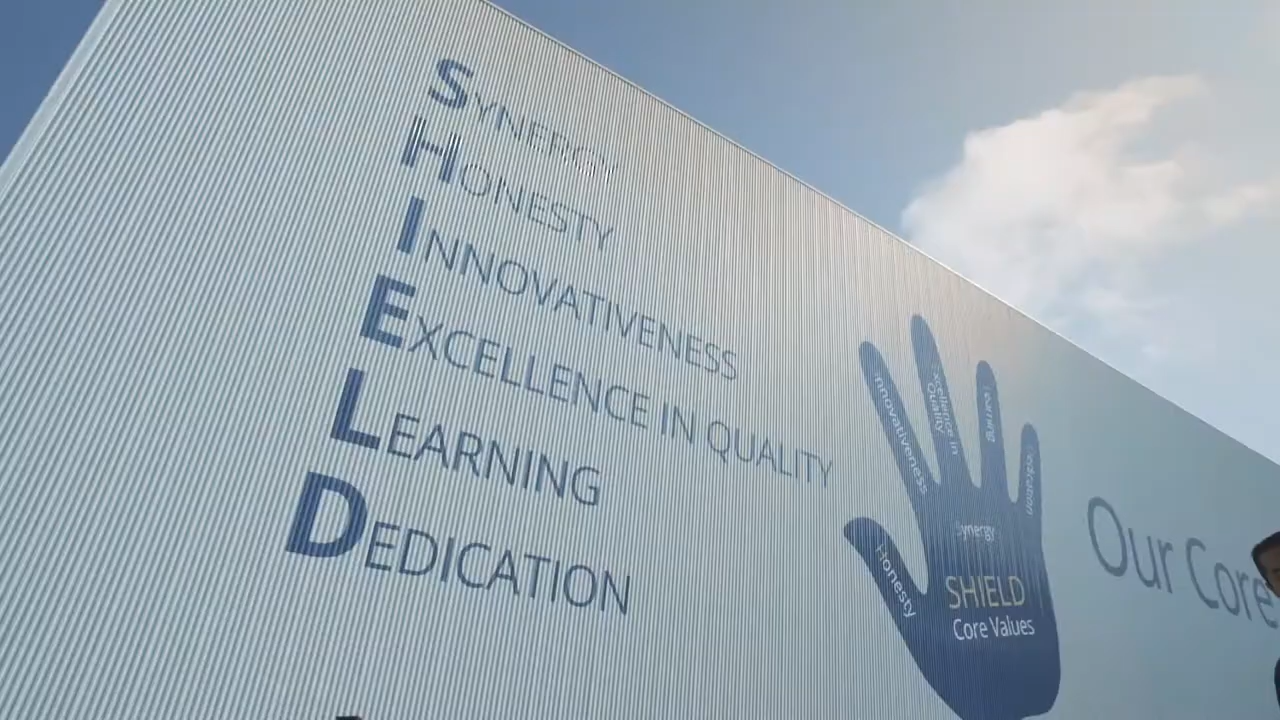 SYNERGY
HONESTY
INNOVATIVENESS
EXCELLENCE IN QUALITY
LEARNING
DEDICATION
Innovativeness
Excellence in
Quality
Learning
Dedication
Honesty
Synergy
SHIELD
Core Values
Our Core